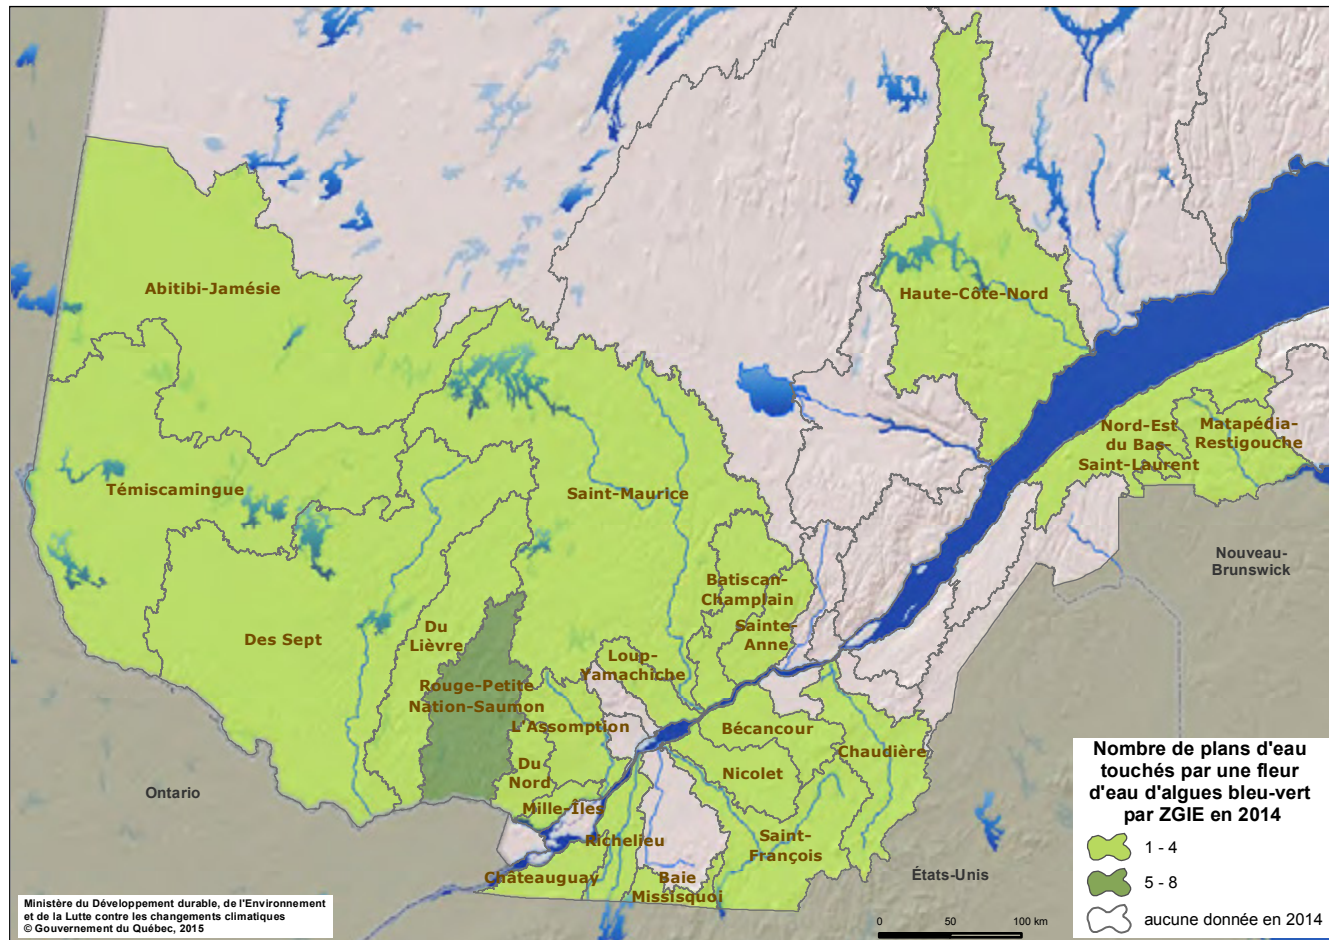 Abitibi-Jamésie
Haute-Côte-Nord
Nord-Est
du Bas-
Saint-Laurent
Matapédia-
Restigouche
Témiscamingue
Saint-Maurice
Nouveau-
Brunswick
Batiscan-
Champlain
Sainte-
Anne
Des Sept
Du
Lièvre
Loup-
Yamachiche
Rouge-Petite
Nation-Saumon
L'Assomption
Bécancour
Chaudière
Nicolet
Du
Nord
Ontario
Mille-Îles
Richelieu
Saint-
François
Châteauguay
Baie
Missisquoi
États-Unis
Nombre de plans d'eau
touchés par une fleur
d'eau d'algues bleu-vert
par ZGIE en 2014
1 - 4
5 - 8
aucune donnée en 2014
0 50 100 km
Ministère du Développement durable, de l'Environnement
et de la Lutte contre les changements climatiques
© Gouvernement du Québec, 2015